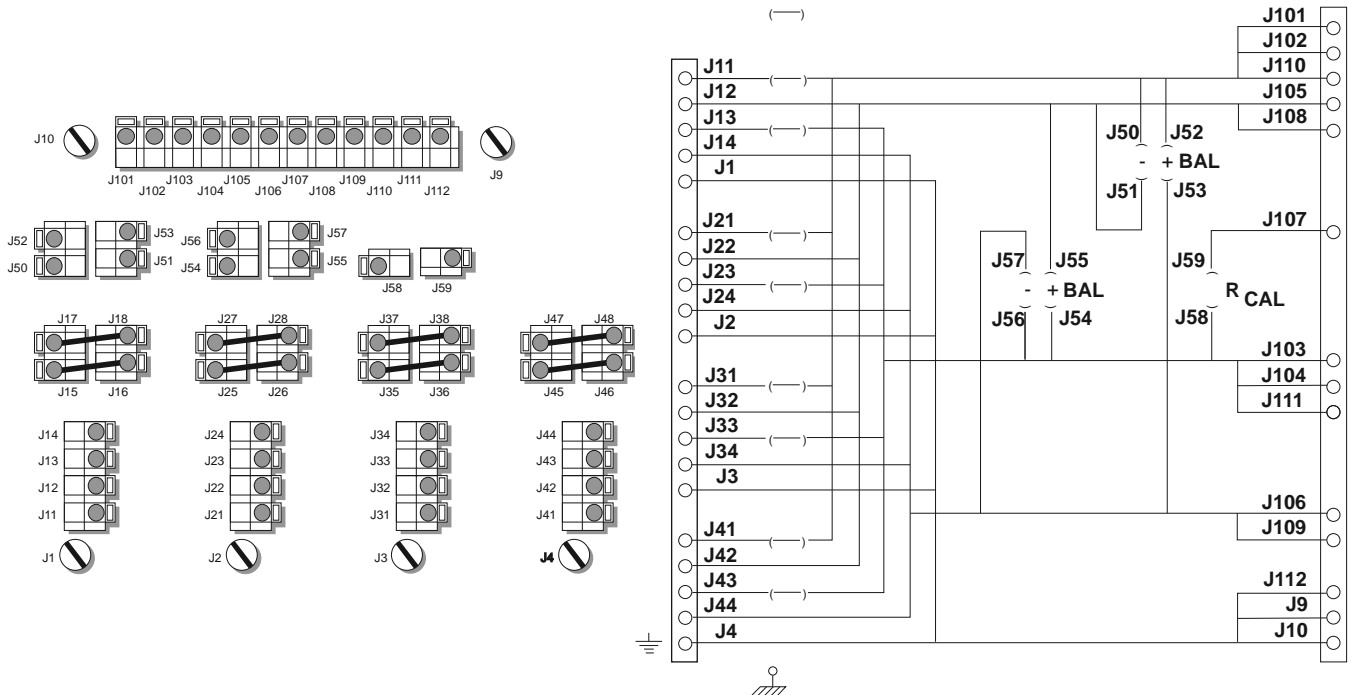 J10
J9
J101 J103 J105 J107 J109 J111
J102 J104 J106 J108 J110 J112
J52 J53 J56 J57
J50 J51 J54 J55
J58 J59
J17 J18 J27 J28 J37 J38 J47 J48
J15 J16 J25 J26 J35 J36 J45 J46
J14 J24 J34 J44
J13 J23 J33 J43
J12 J22 J32 J42
J11 J21 J31 J41
J1 J2 J3 J4
J11
J12
J13
J14
J1
J21
J22
J23
J24
J2
J31
J32
J33
J34
J3
J41
J42
J43
J44
J4
J50 J52
- + BAL
J51 J53
J57 J55
- + BAL
J56 J54
J59
R CAL
J58
J101
J102
J110
J105
J108
J107
J103
J104
J111
J106
J109
J112
J9
J10